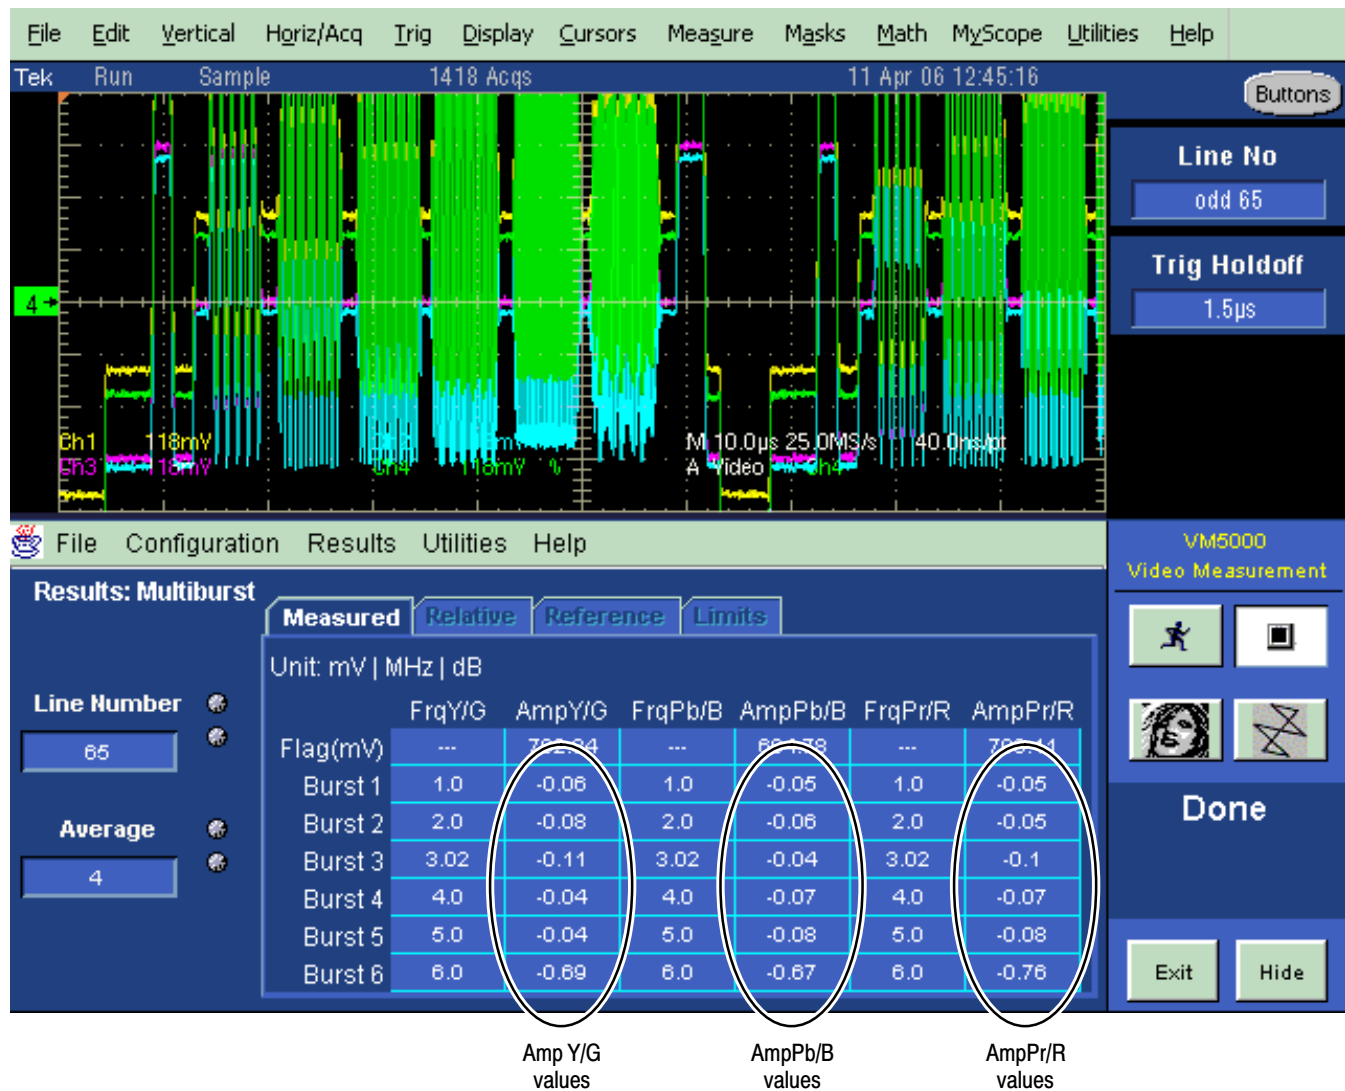 File Edit Vertical Horiz/Acq Trig Display Cursors Measure Masks Math MyScope Utilities Help
Tek Run Sample 1418 Acqs 11 Apr 06 12:45:16
Buttons
Line No
odd 65
Trig Holdoff
1.5µs
4
Ch1 118mV M 10.0µs 25.0MS/s 40.0ns/pt
Ch3 118mV Ch4 118mV A Video Ch4
File Configuration Results Utilities Help
VM5000
Video Measurement
Results: Multiburst
Measured Relative Reference Limits
Unit: mV | MHz | dB
Line Number
65
Average
4
FrqY/G AmpY/G FrqPb/B AmpPb/B FrqPr/R AmpPr/R
Flag(mV) --- --- ---
Burst 1 1.0 -0.06 1.0 -0.05 1.0 -0.05
Burst 2 2.0 -0.08 2.0 -0.06 2.0 -0.05
Burst 3 3.02 -0.11 3.02 -0.04 3.02 -0.1
Burst 4 4.0 -0.04 4.0 -0.07 4.0 -0.07
Burst 5 5.0 -0.04 5.0 -0.08 5.0 -0.08
Burst 6 6.0 -0.69 6.0 -0.67 6.0 -0.76
Done
Exit Hide
Amp Y/G
values
AmpPb/B
values
AmpPr/R
values